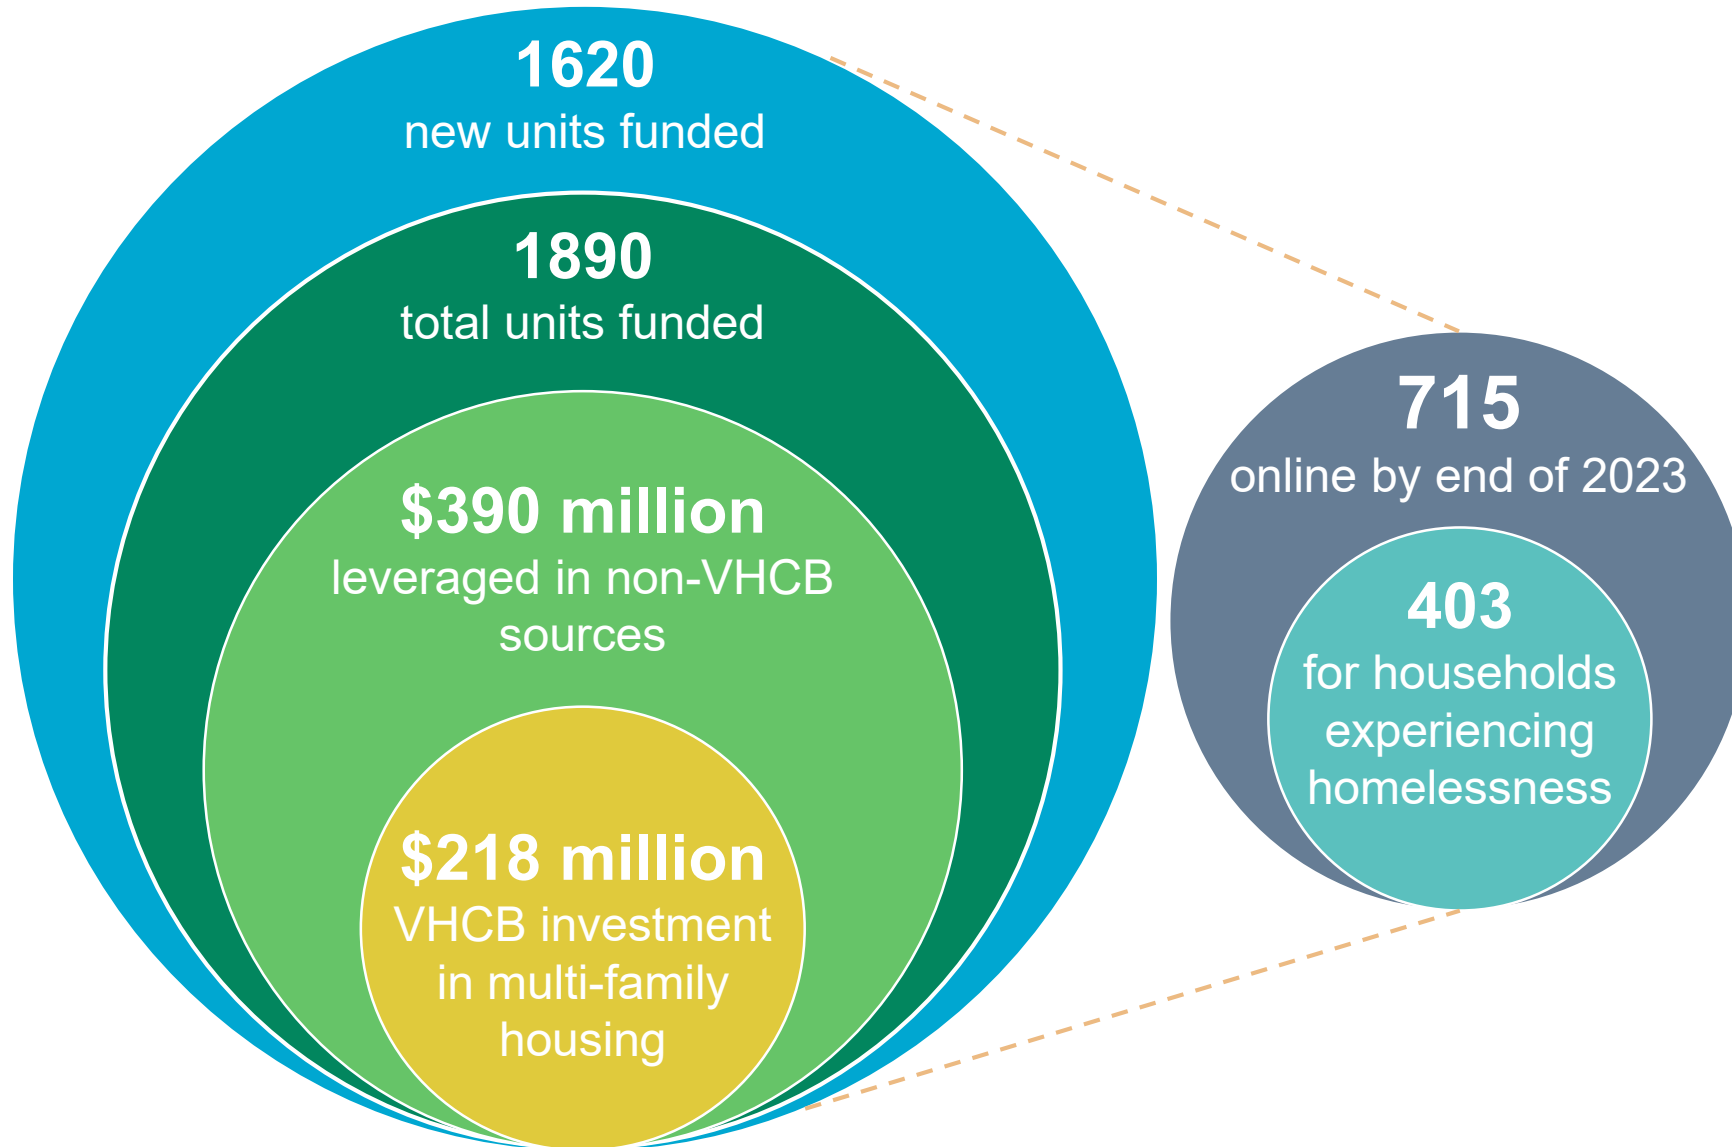 1620
new units funded
1890
total units funded
$390 million
leveraged in non-VHCB
sources
$218 million
VHCB investment
in multi-family
housing
715
online by end of 2023
403
for households
experiencing
homelessness